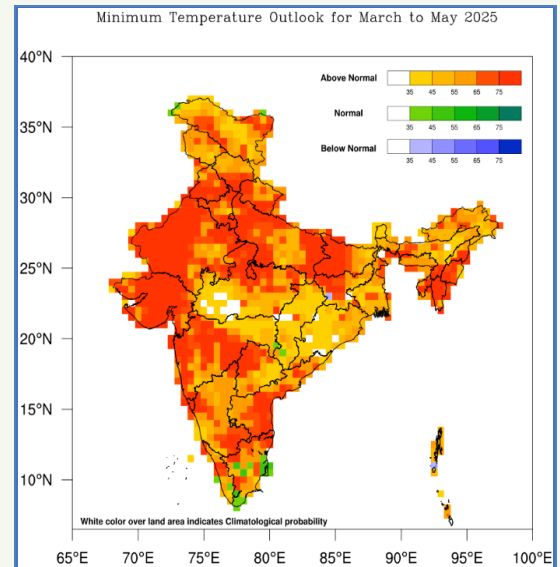 Minimum Temperature Outlook for March to May 2025
40°N
Above Normal
35 45 55 65 75
Normal
35 45 55 65 75
35°N
Below Normal
35 45 55 65 75
30°N
25°N
20°N
15°N
10°N
White color over land area indicates Climatological probability
65°E 70°E 75°E 80°E 85°E 90°E 95°E 100°E